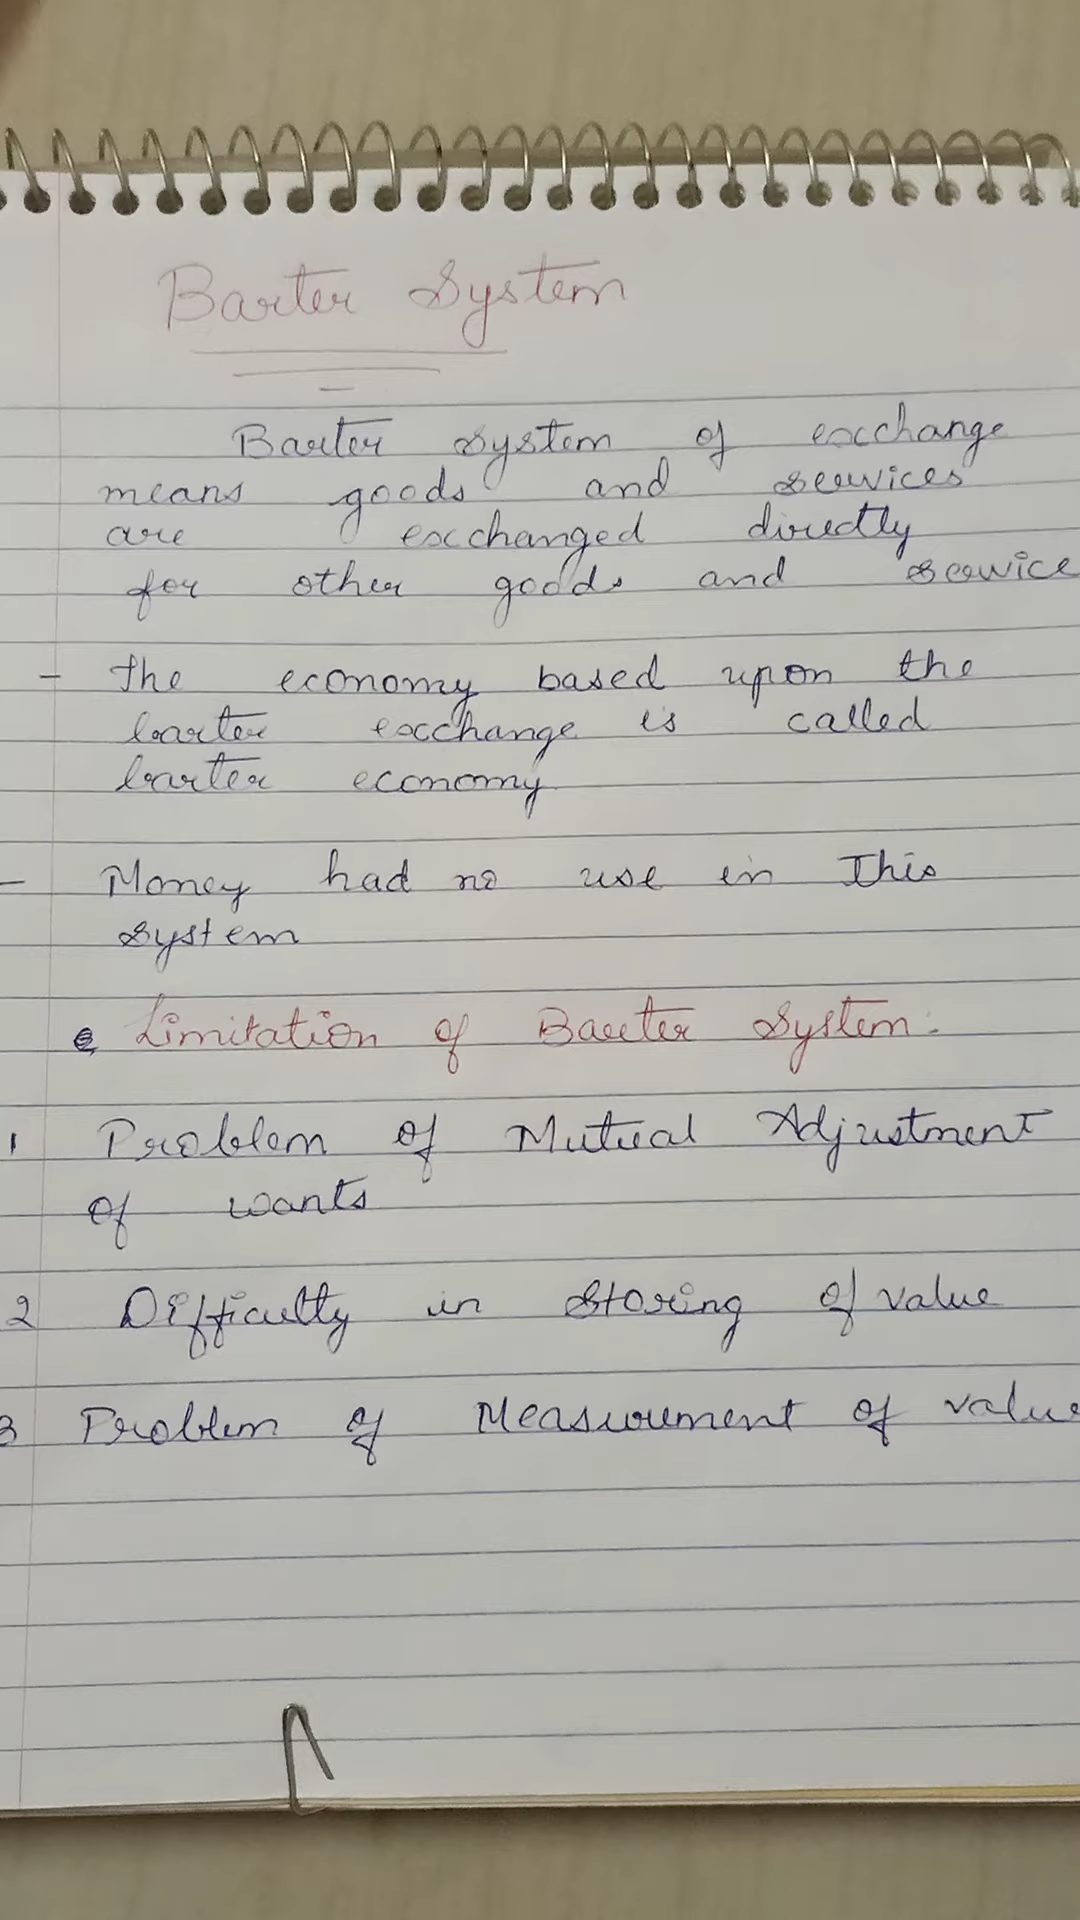 Barter System
Barter system of exchange
means goods and services
are exchanged directly
for other goods and service
- The economy based upon the
barter exchange is called
barter economy
- Money had no use in This
system
Limitation of Barter System.
1 Problem of Mutual Adjustment
of wants
2 Difficulty in storing of value
3 Problem of Measurement of value